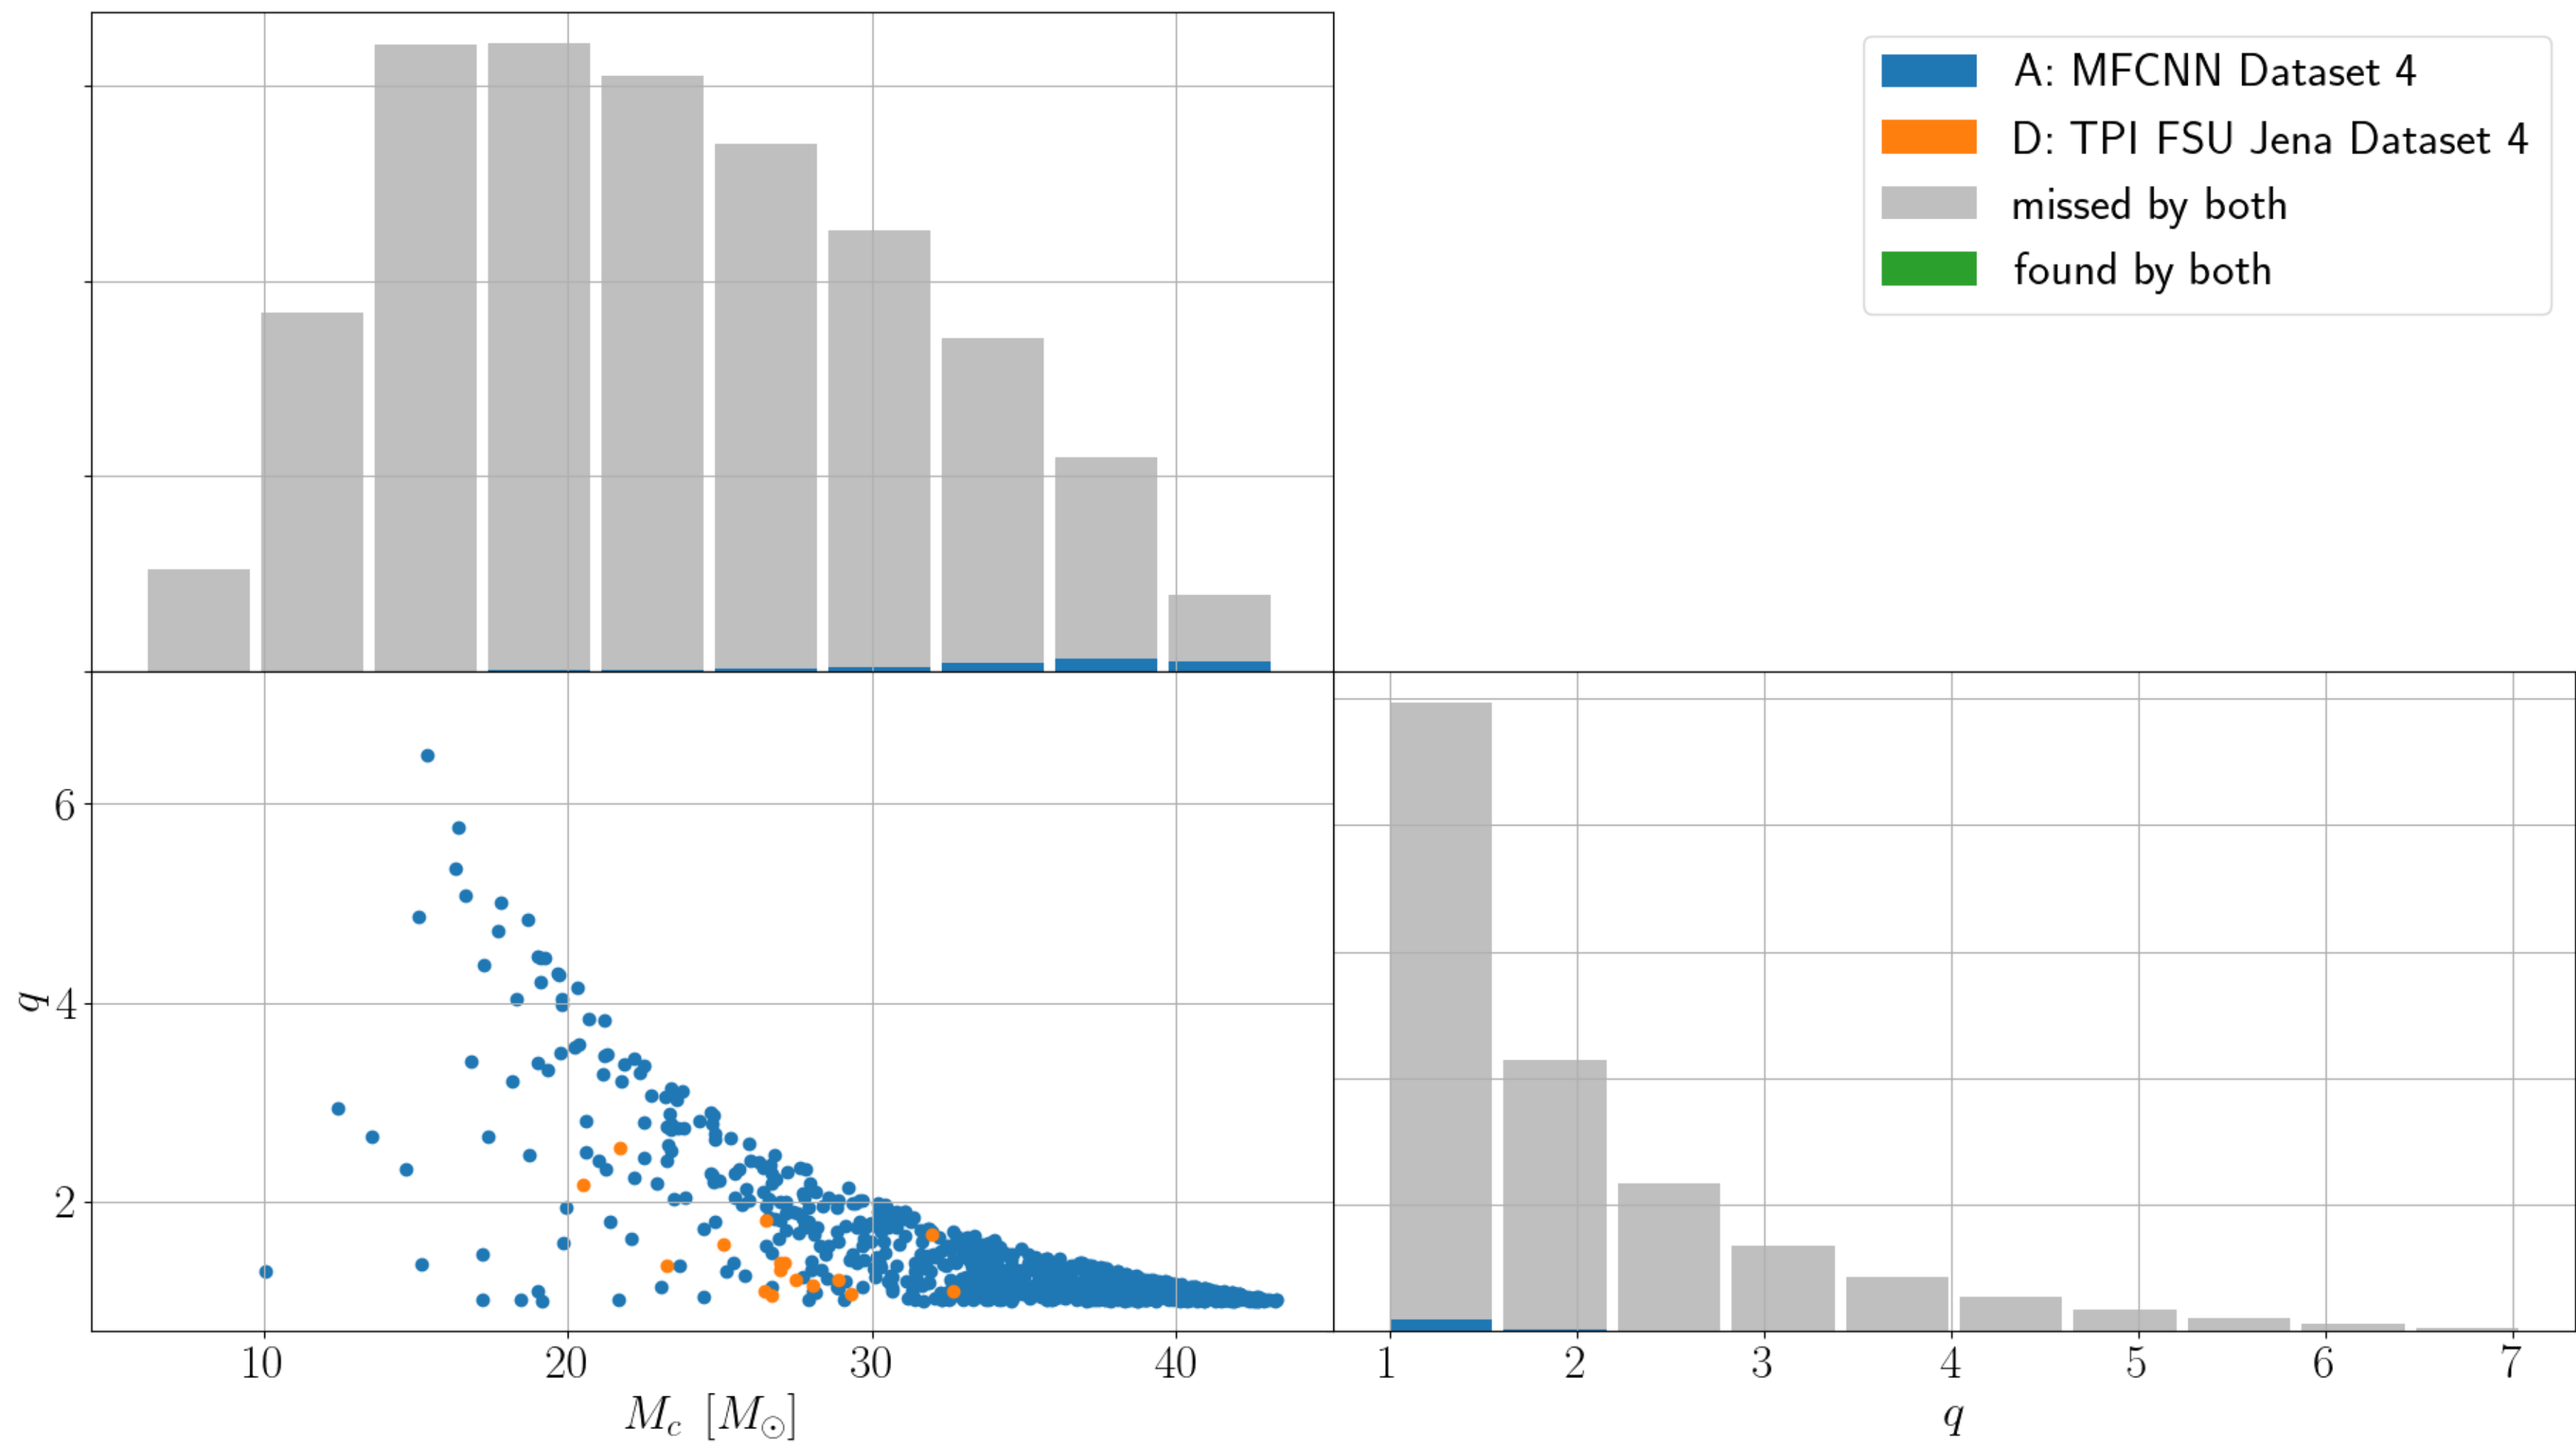 A: MFCNN Dataset 4
D: TPI FSU Jena Dataset 4
missed by both
found by both
6
4
2
q
10 20 30 40
M_c [M_⊙]
1 2 3 4 5 6 7
q